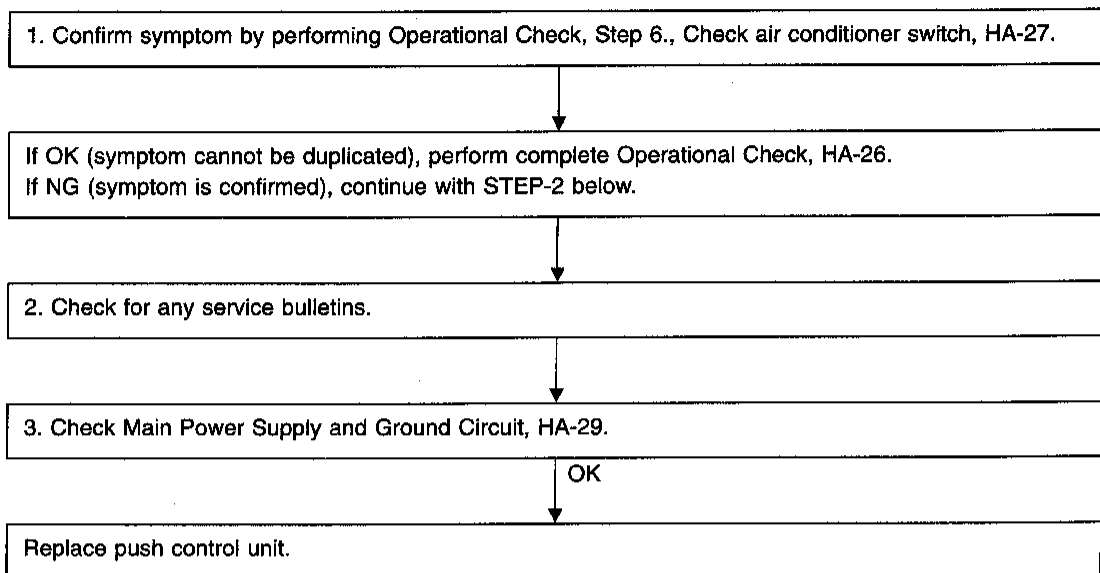 1. Confirm symptom by performing Operational Check, Step 6., Check air conditioner switch, HA-27.
If OK (symptom cannot be duplicated), perform complete Operational Check, HA-26.
If NG (symptom is confirmed), continue with STEP-2 below.
2. Check for any service bulletins.
3. Check Main Power Supply and Ground Circuit, HA-29.
OK
Replace push control unit.